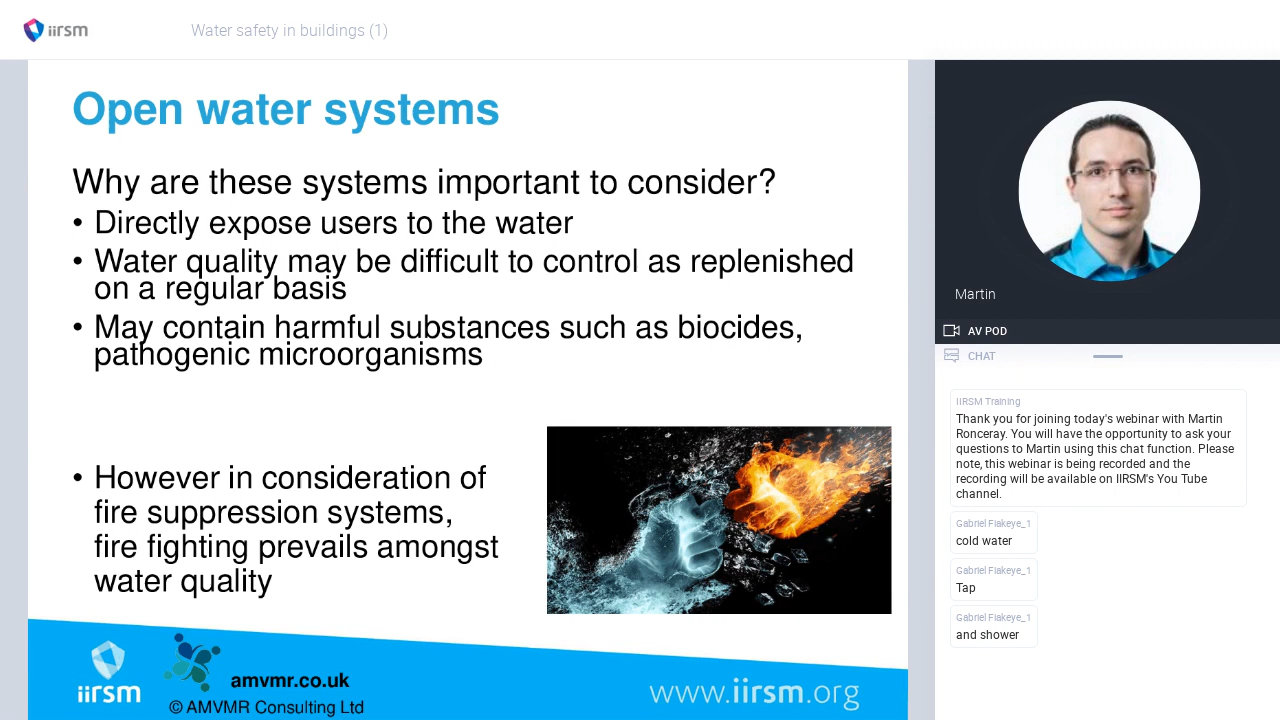 iirsm
Water safety in buildings (1)
Open water systems
Why are these systems important to consider?
• Directly expose users to the water
• Water quality may be difficult to control as replenished
on a regular basis
• May contain harmful substances such as biocides,
pathogenic microorganisms
• However in consideration of
fire suppression systems,
fire fighting prevails amongst
water quality
iirsm
amvmr.co.uk
© AMVMR Consulting Ltd
www.iirsm.org
Martin
AV POD
CHAT
IIRSM Training
Thank you for joining today's webinar with Martin
Ronceray. You will have the opportunity to ask your
questions to Martin using this chat function. Please
note, this webinar is being recorded and the
recording will be available on IIRSM's You Tube
channel.
Gabriel Fiakeye_1
cold water
Gabriel Fiakeye_1
Tap
Gabriel Fiakeye_1
and shower